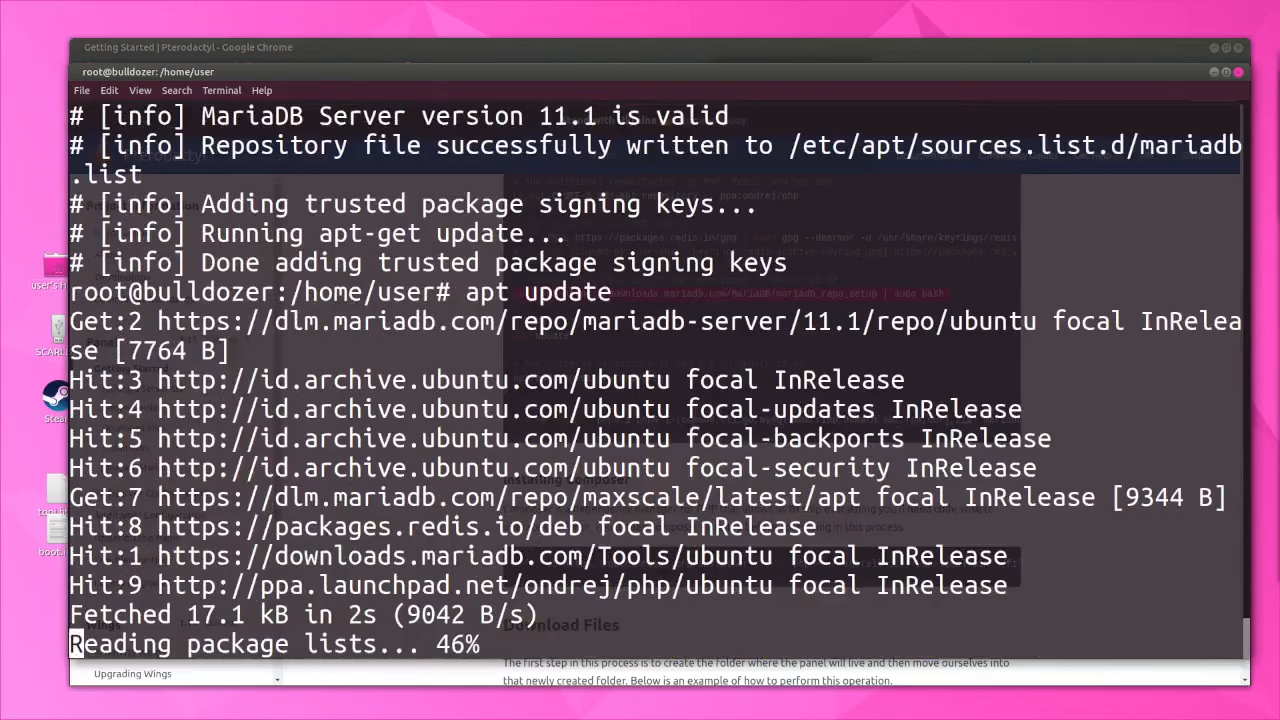 Getting Started | Pterodactyl - Google Chrome
root@bulldozer: /home/user
File Edit View Search Terminal Help
# [info] MariaDB Server version 11.1 is valid
# [info] Repository file successfully written to /etc/apt/sources.list.d/mariadb
.list
# [info] Adding trusted package signing keys...
# [info] Running apt-get update...
# [info] Done adding trusted package signing keys
root@bulldozer:/home/user# apt update
Get:2 https://dlm.mariadb.com/repo/mariadb-server/11.1/repo/ubuntu focal InRelea
se [7764 B]
Hit:3 http://id.archive.ubuntu.com/ubuntu focal InRelease
Hit:4 http://id.archive.ubuntu.com/ubuntu focal-updates InRelease
Hit:5 http://id.archive.ubuntu.com/ubuntu focal-backports InRelease
Hit:6 http://id.archive.ubuntu.com/ubuntu focal-security InRelease
Get:7 https://dlm.mariadb.com/repo/maxscale/latest/apt focal InRelease [9344 B]
Hit:8 https://packages.redis.io/deb focal InRelease
Hit:1 https://downloads.mariadb.com/Tools/ubuntu focal InRelease
Hit:9 http://ppa.launchpad.net/ondrej/php/ubuntu focal InRelease
Fetched 17.1 kB in 2s (9042 B/s)
Reading package lists... 46%
Download Files
The first step in this process is to create the folder where the panel will live and then move ourselves into
that newly created folder. Below is an example of how to perform this operation.
Wings
Upgrading Wings
user's H
SCARL
Stea
boot.i